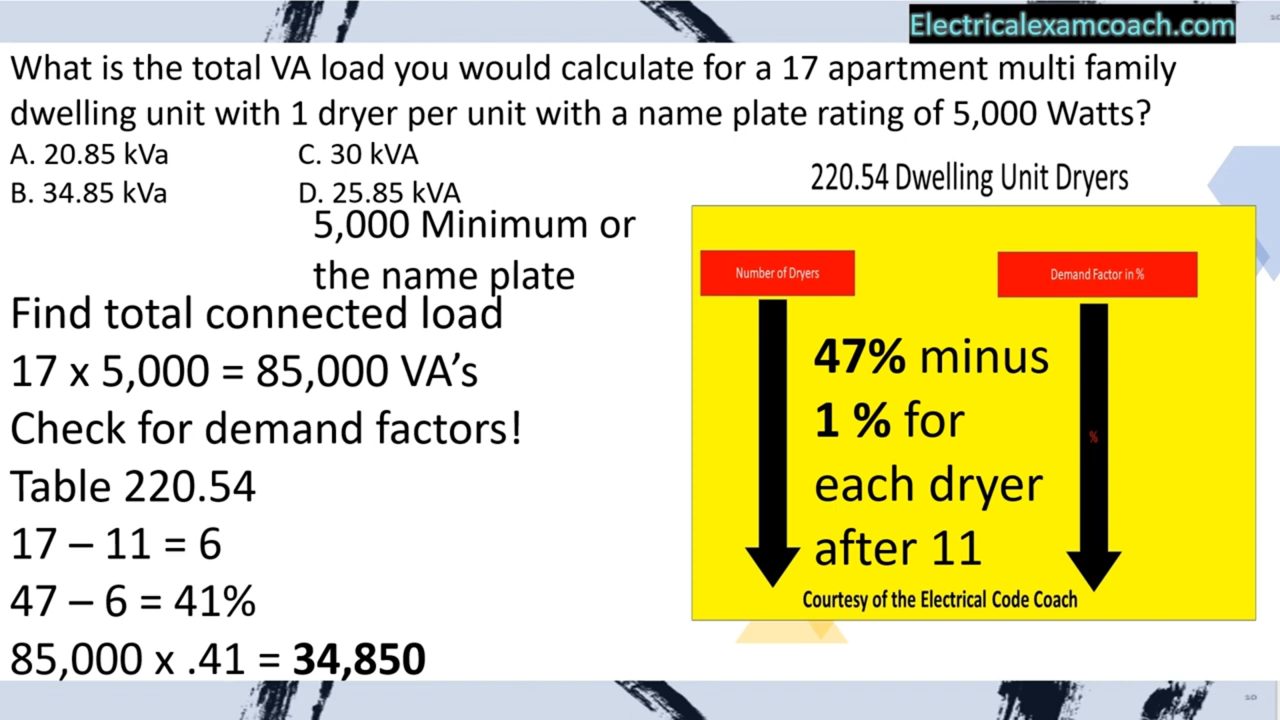 Electricalexamcoach.com
What is the total VA load you would calculate for a 17 apartment multi family
dwelling unit with 1 dryer per unit with a name plate rating of 5,000 Watts?
A. 20.85 kVa
C. 30 kVA
B. 34.85 kVa
D. 25.85 kVA
5,000 Minimum or
the name plate
Find total connected load
17 x 5,000 = 85,000 VA’s
Check for demand factors!
Table 220.54
17 – 11 = 6
47 – 6 = 41%
85,000 x .41 = 34,850
220.54 Dwelling Unit Dryers
Number of Dryers
Demand Factor in %
47% minus
1 % for
each dryer
after 11
%
Courtesy of the Electrical Code Coach
10